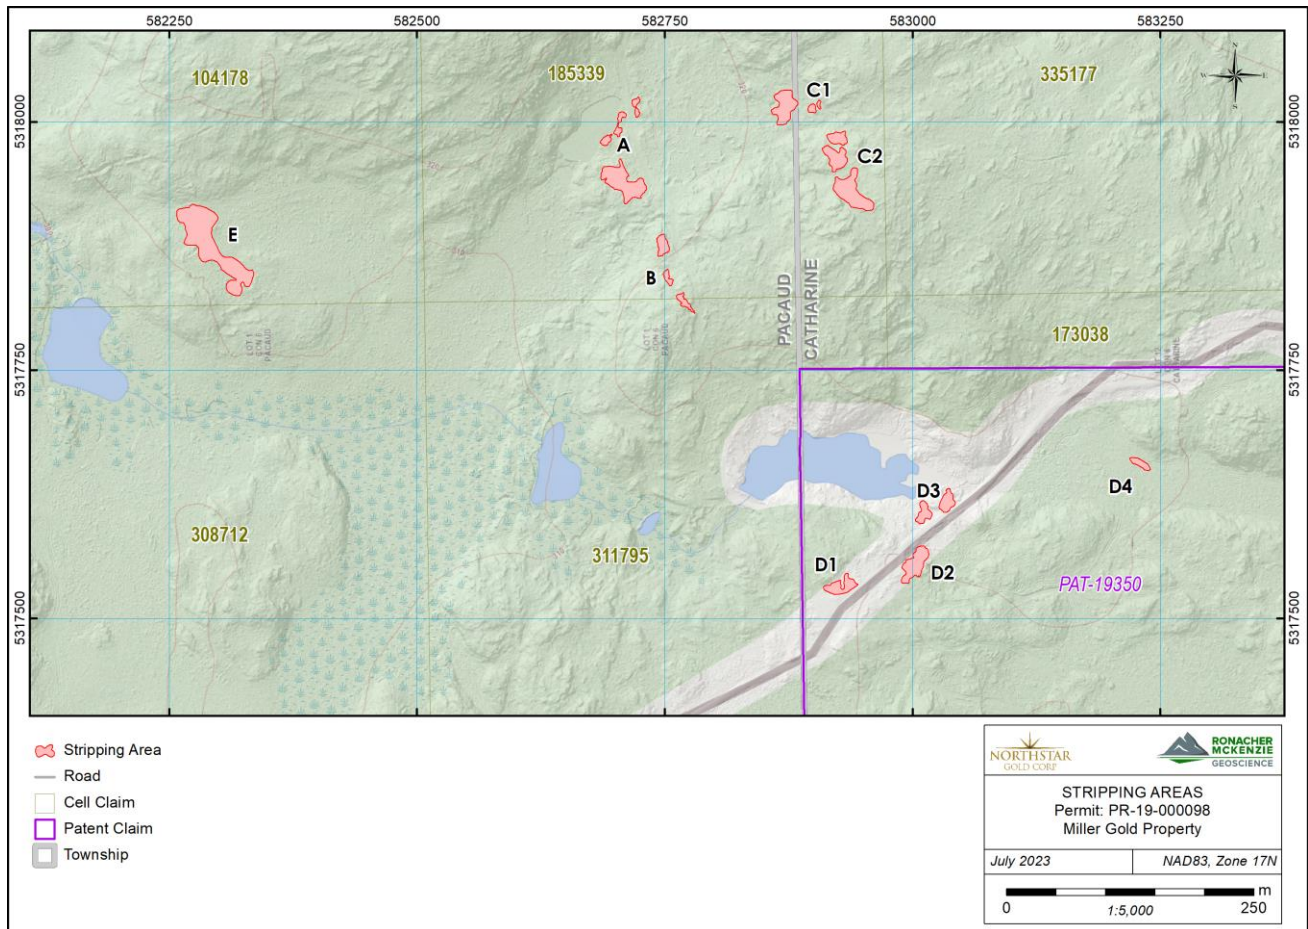 582250 582500 582750 583000 583250
N
W E
S
104178
185339
335177
C1
5318000
5318000
A
C2
E
B
PACAUD
CATHARINE
LOT 1
PACAUD
173038
5317750
5317750
D4
D3
308712
311795
D1
D2
PAT-19350
5317500
5317500
Stripping Area
Road
Cell Claim
Patent Claim
Township
NORTHSTAR
GOLD CORP
RONACHER
MCKENZIE
GEOSCIENCE
STRIPPING AREAS
Permit: PR-19-000098
Miller Gold Property
July 2023 NAD83, Zone 17N
m
0 1:5,000 250